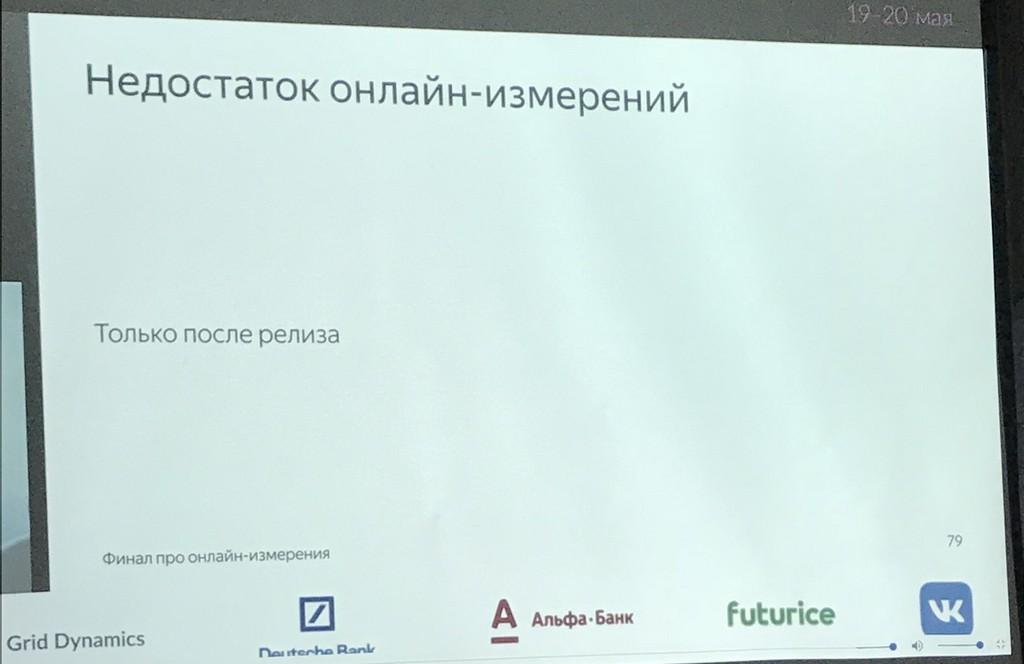 19-20 мая
Недостаток онлайн-измерений
Только после релиза
79
Финал про онлайн-измерения
Grid Dynamics
Deutsche Bank
А Альфа·Банк
futurice
VK